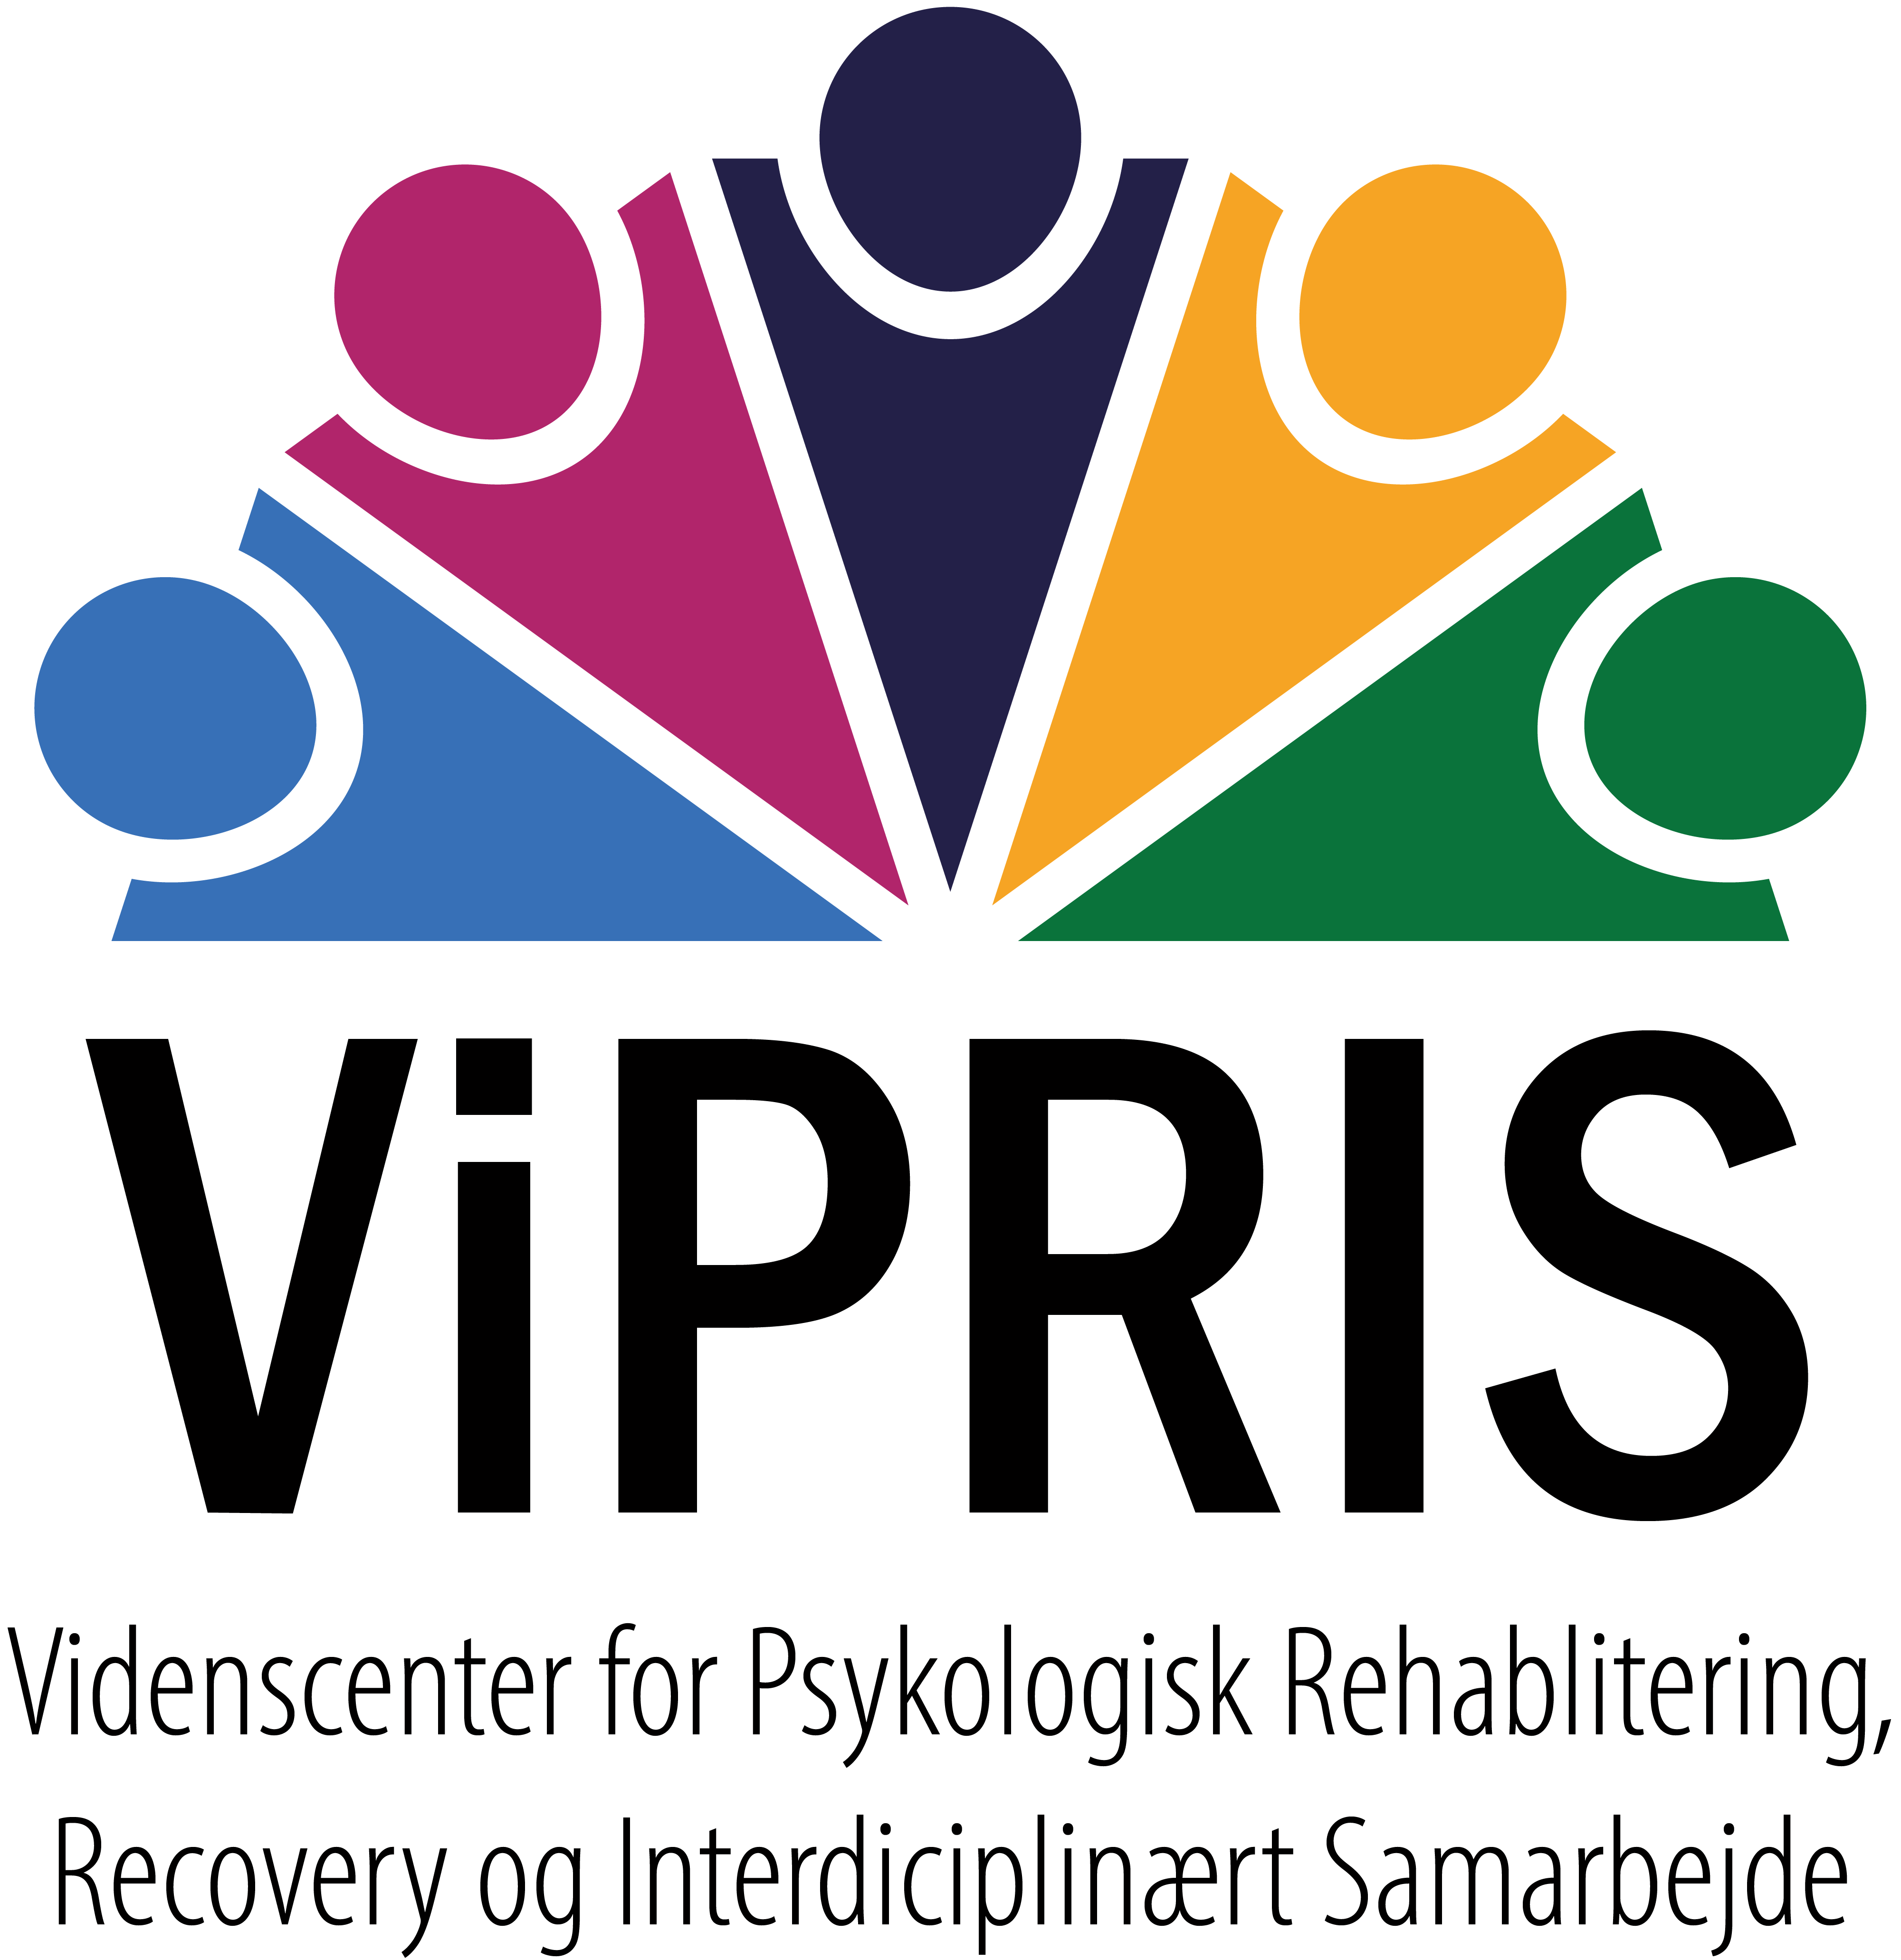 ViPRIS
Videnscenter for Psykologisk Rehablitering,
Recovery og Interdiciplinært Samarbejde